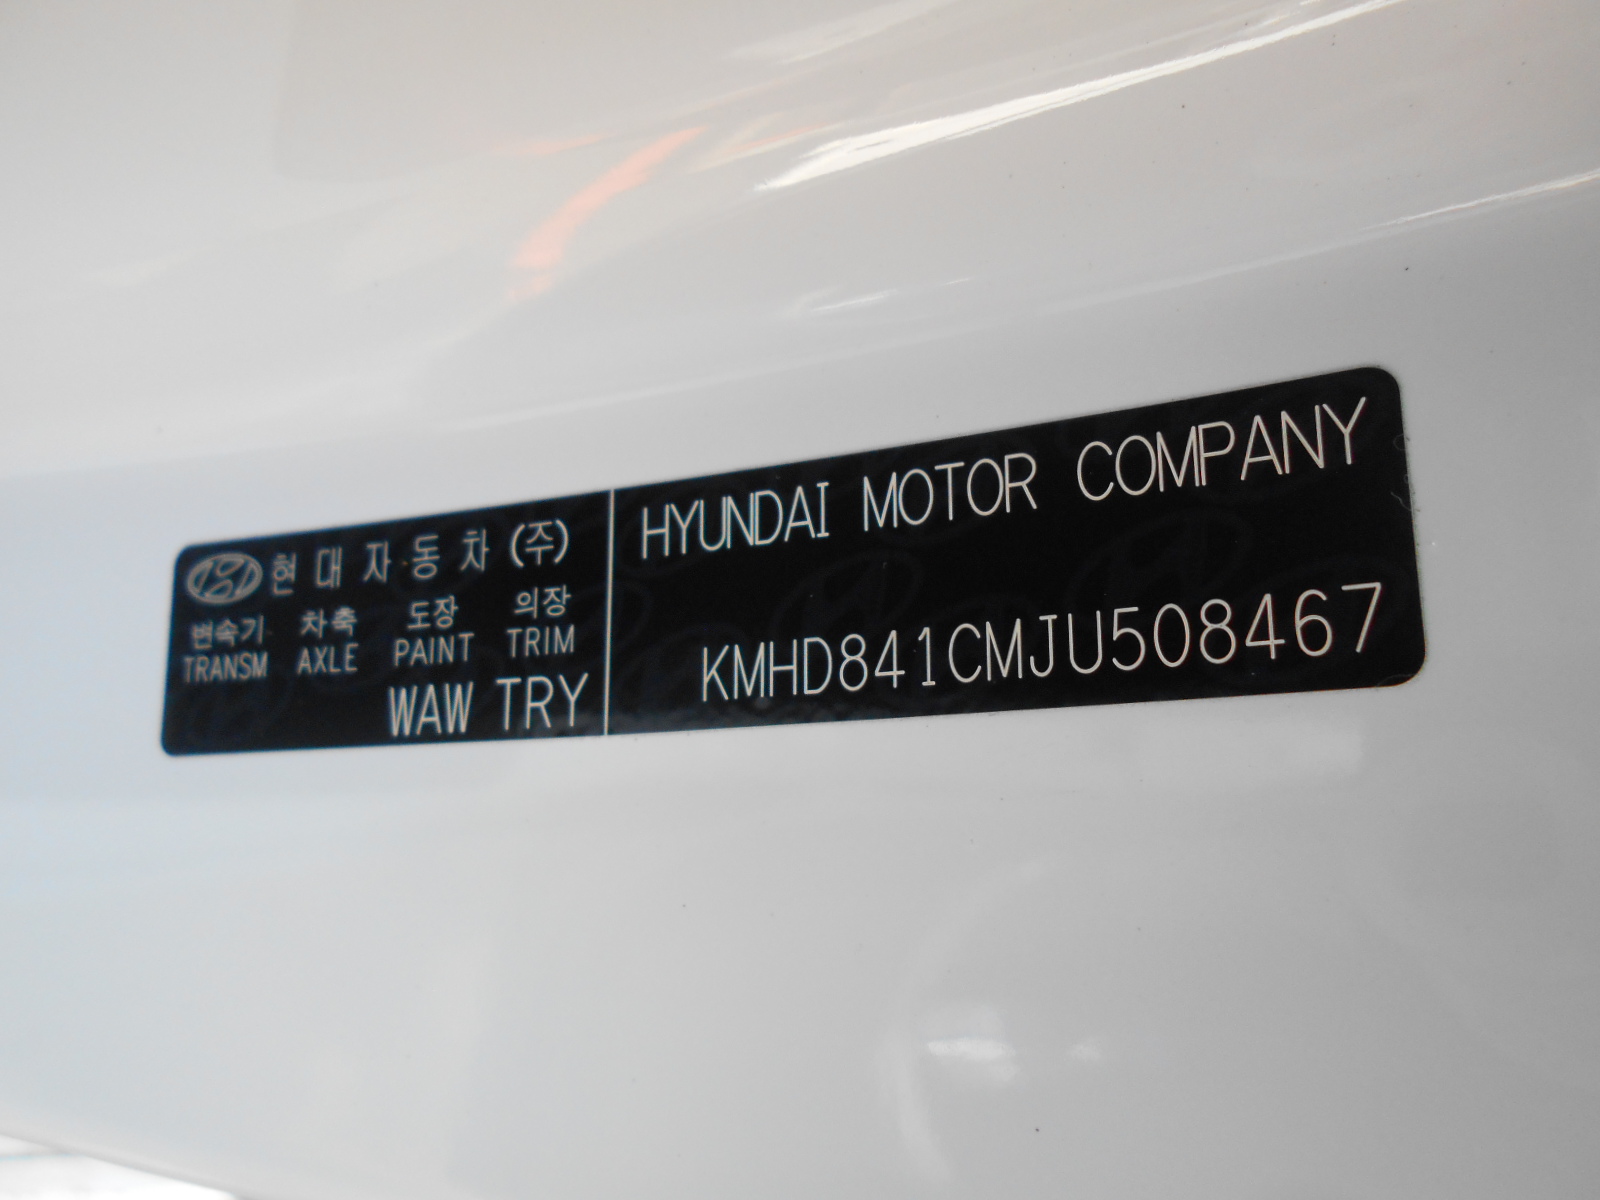 현대자동차(주)
변속기 차축 도장 의장
TRANSM AXLE PAINT TRIM
WAW TRY
HYUNDAI MOTOR COMPANY
KMHD841CMJU508467